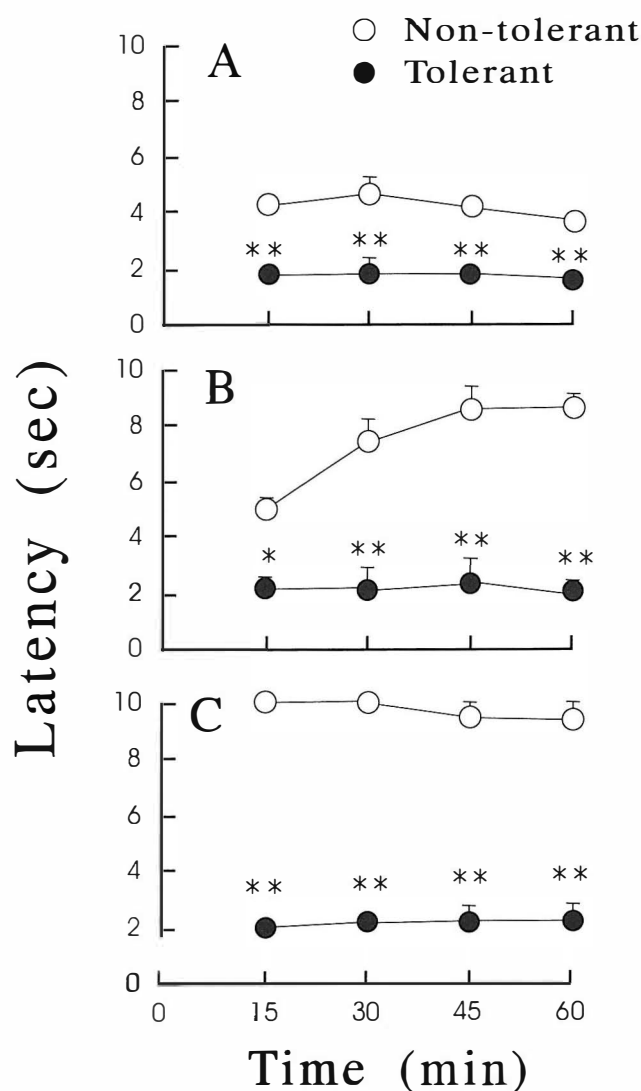 Non-tolerant
Tolerant
A
10
8
6
4
2
0
** ** ** **
B
10
8
6
4
2
0
* ** ** **
C
10
8
6
4
2
0
** ** ** **
0 15 30 45 60
Latency (sec)
Time (min)